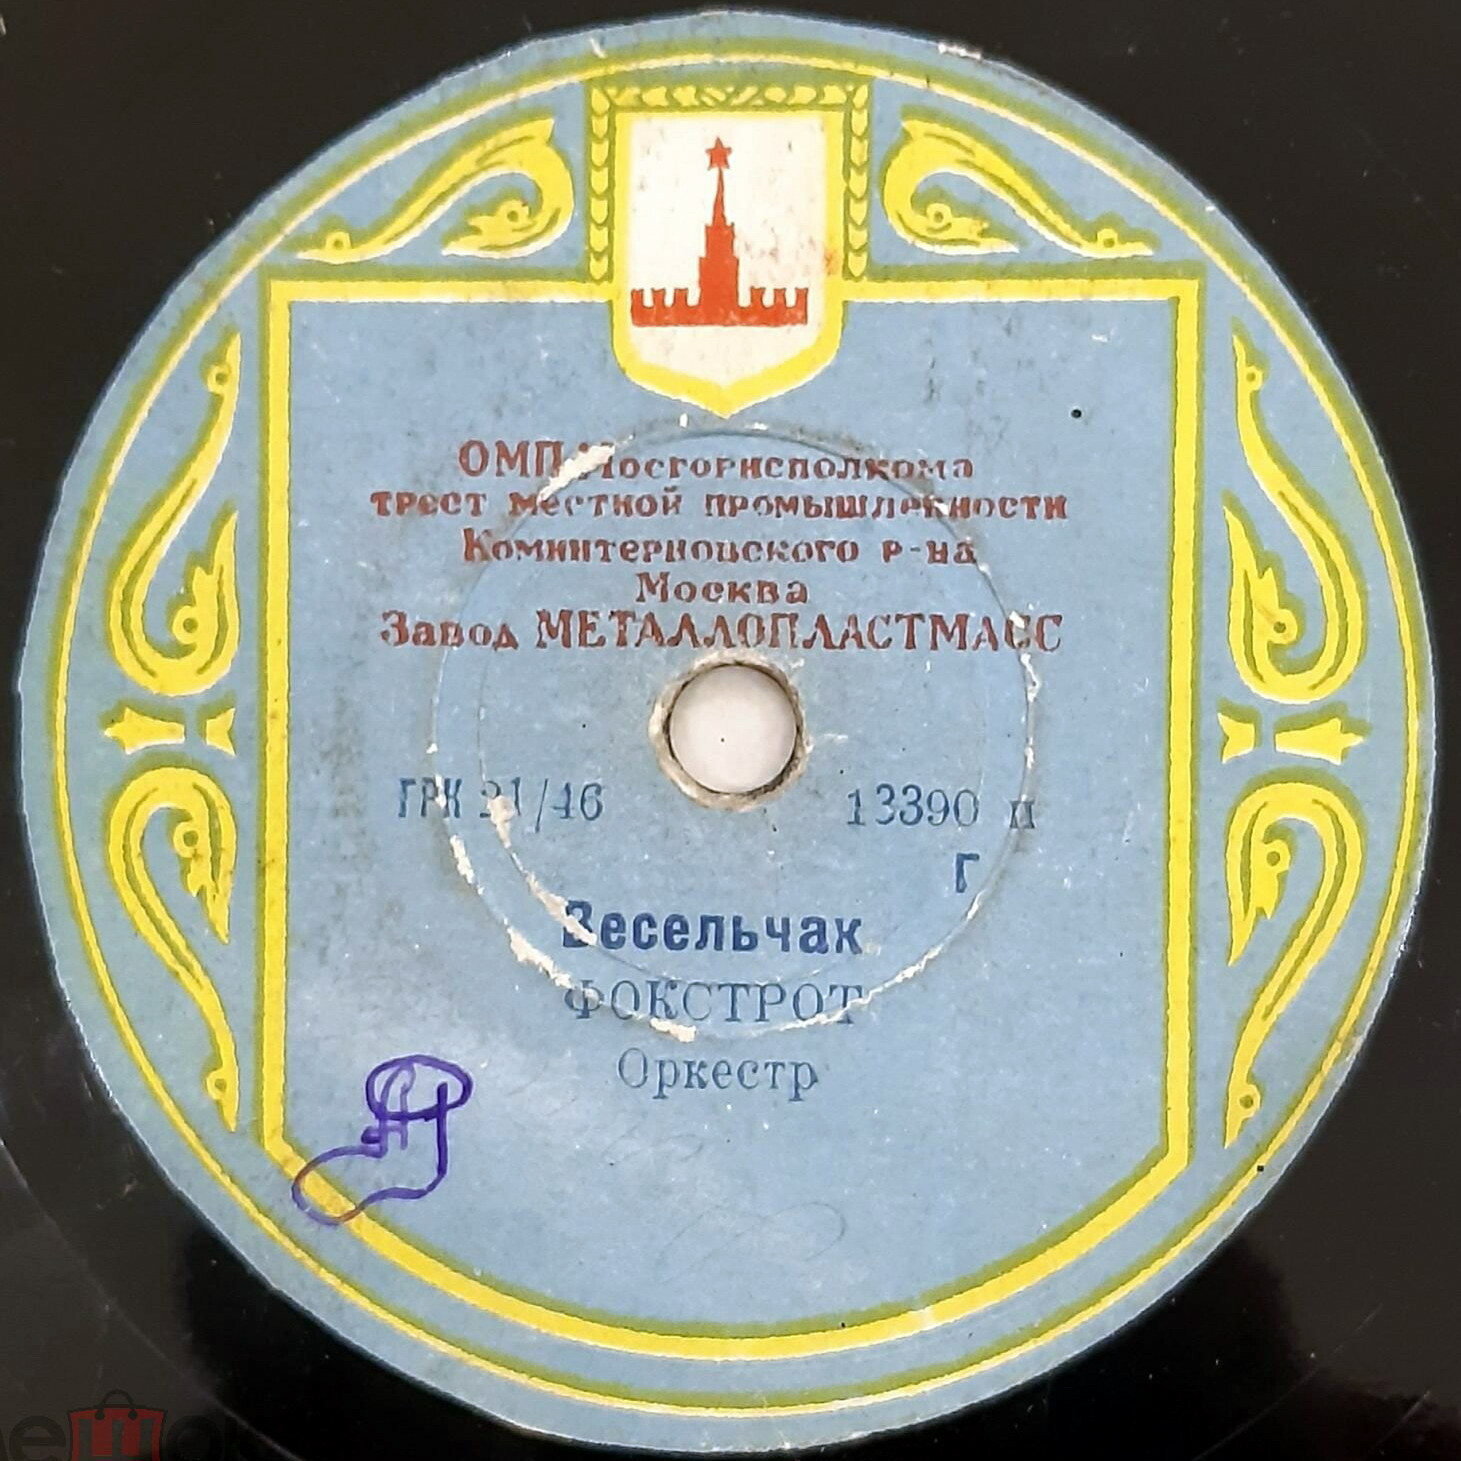 ОМП Мосгорисполкома
трест местной промышленности
Коминтерновского р-на
Москва
Завод МЕТАЛЛОПЛАСТМАСС
ГРК 21/46
13390 п
Г
Весельчак
ФОКСТРОТ
Оркестр